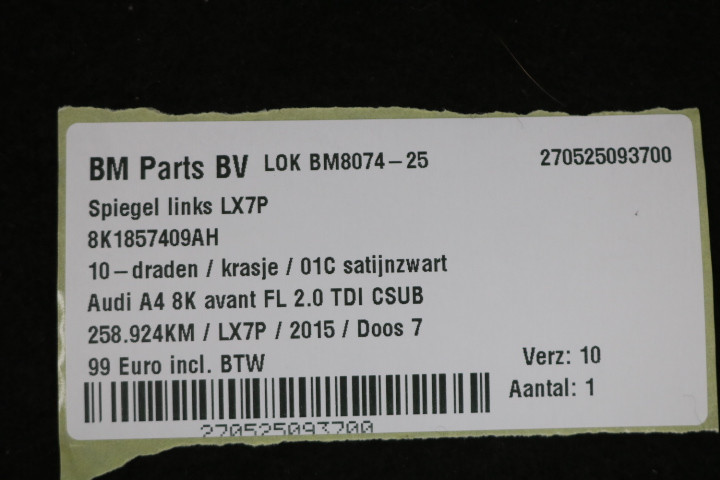 BM Parts BV LOK BM8074-25 270525093700
Spiegel links LX7P
8K1857409AH
10-draden / krasje / 01C satijnzwart
Audi A4 8K avant FL 2.0 TDI CSUB
258.924KM / LX7P / 2015 / Doos 7
99 Euro incl. BTW Verz: 10
Aantal: 1
270525093700